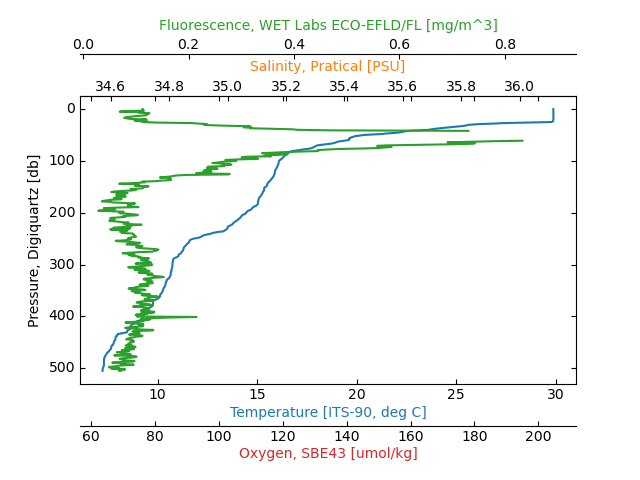 Fluorescence, WET Labs ECO-EFLD/FL [mg/m^3]
0.0 0.2 0.4 0.6 0.8
Salinity, Pratical [PSU]
34.6 34.8 35.0 35.2 35.4 35.6 35.8 36.0
Pressure, Digiquartz [db]
0
100
200
300
400
500
10 15 20 25 30
Temperature [ITS-90, deg C]
60 80 100 120 140 160 180 200
Oxygen, SBE43 [umol/kg]